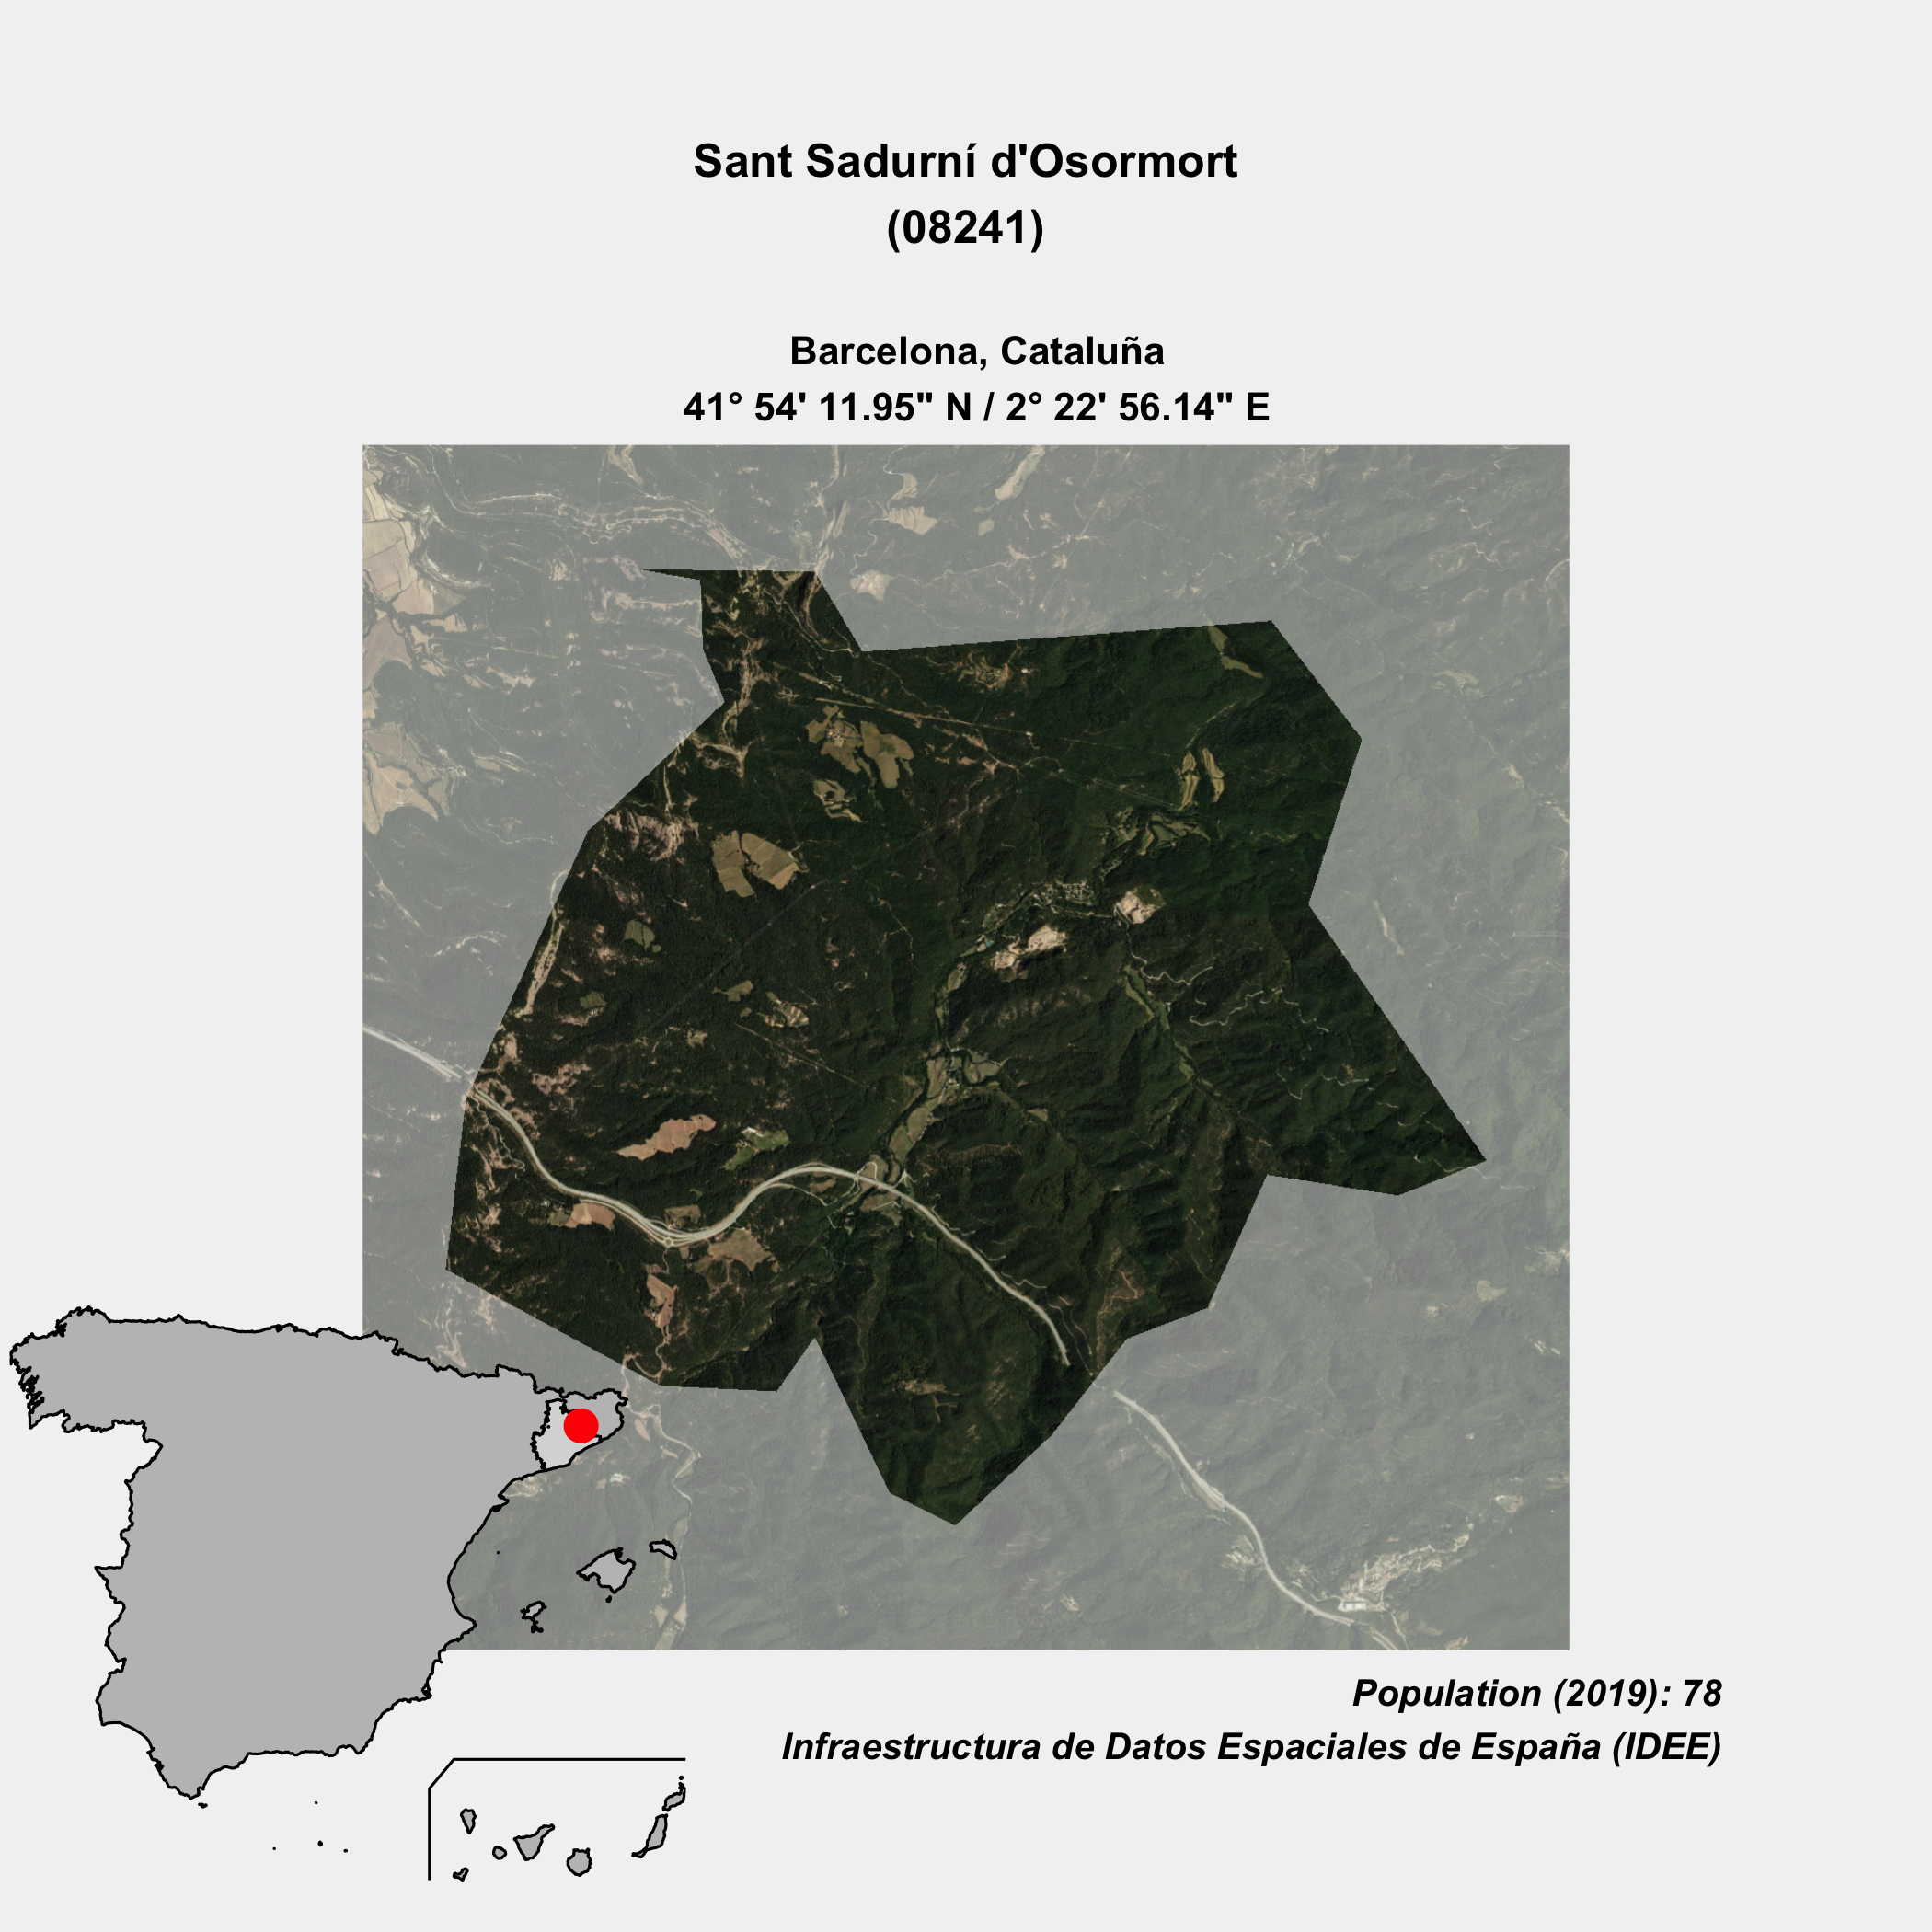 Sant Sadurní d'Osormort
(08241)
Barcelona, Cataluña
41° 54' 11.95" N / 2° 22' 56.14" E
Population (2019): 78
Infraestructura de Datos Espaciales de España (IDEE)